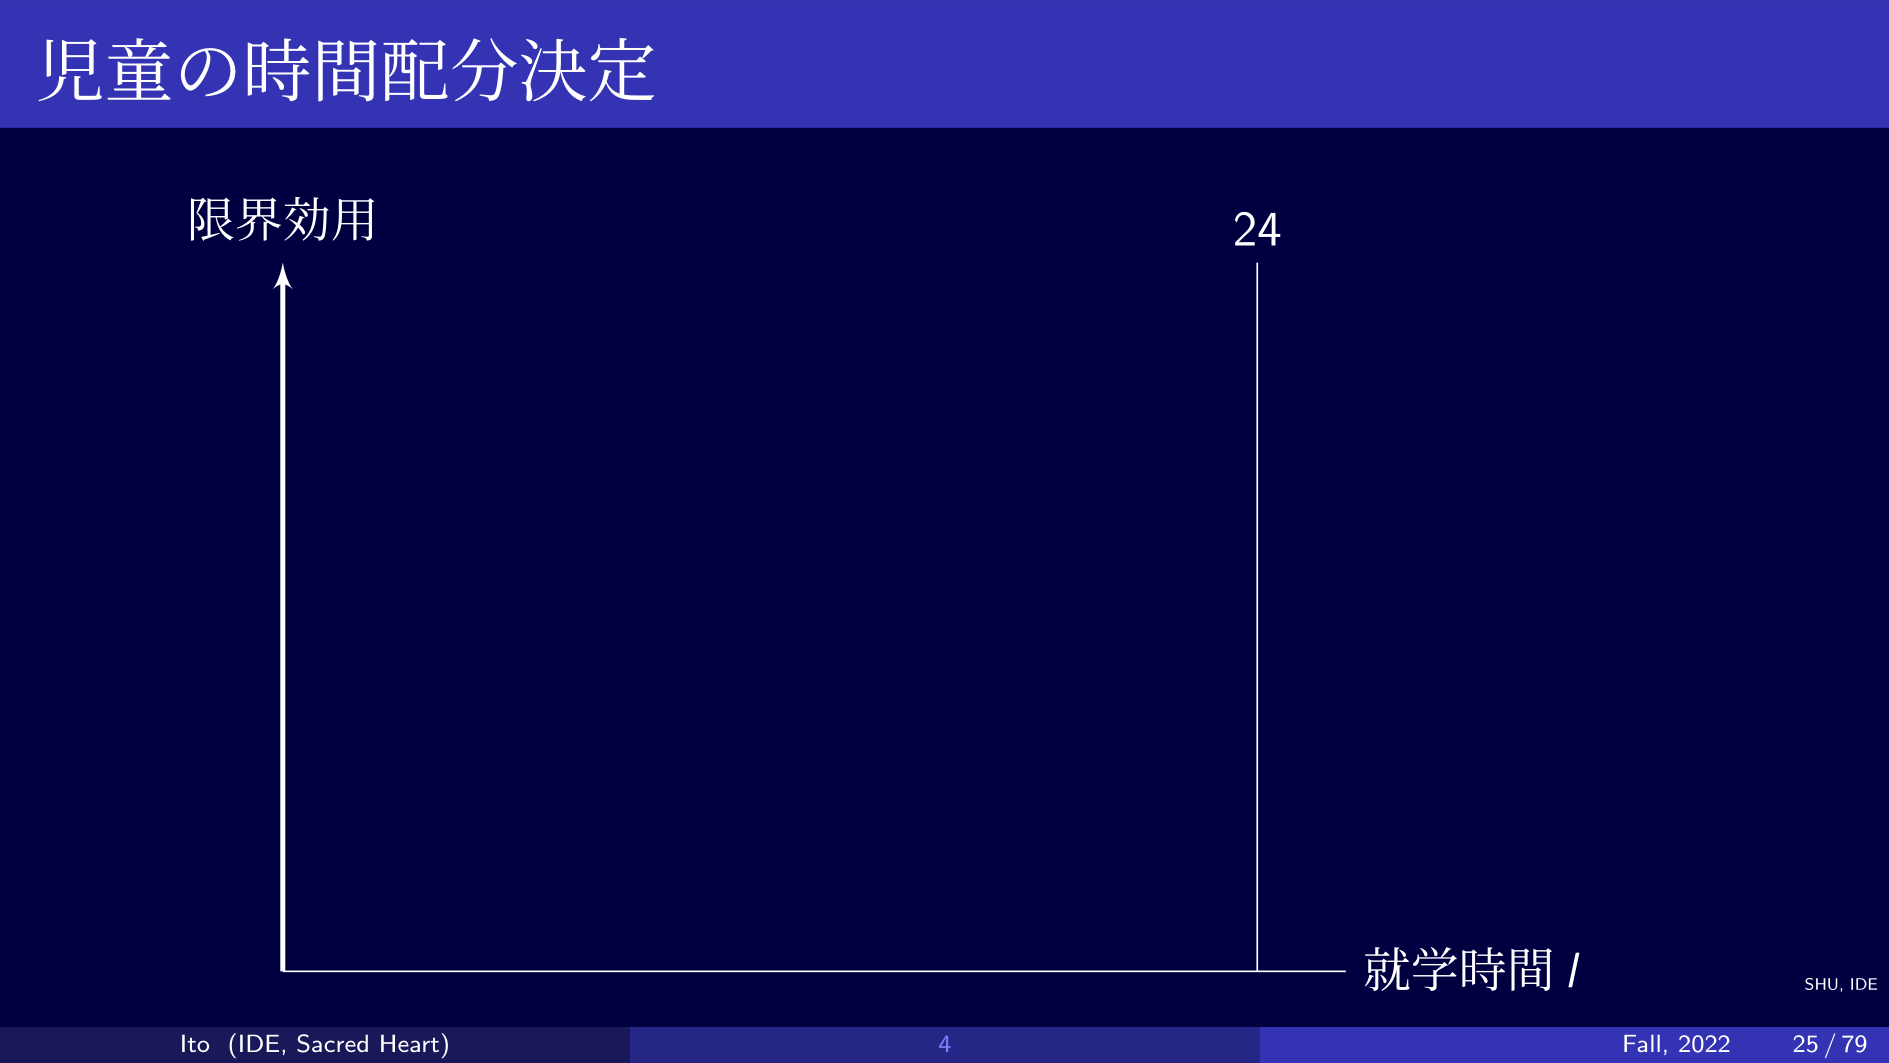 児童の時間配分決定
限界効用
24
就学時間 l
SHU, IDE
Ito (IDE, Sacred Heart) 4 Fall, 2022 25 / 79